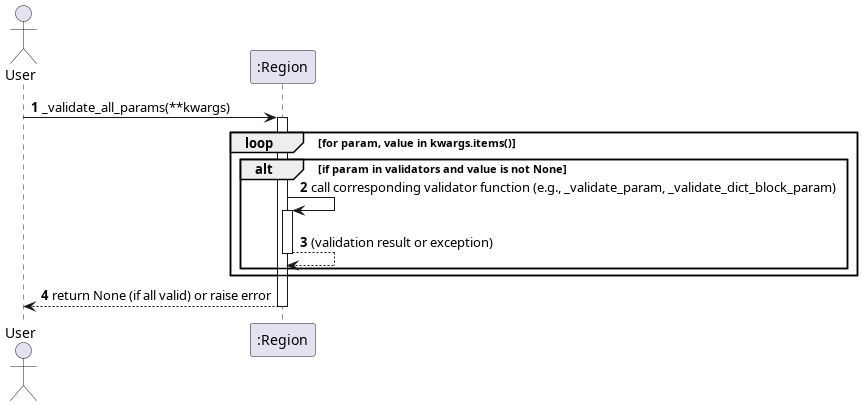 User
:Region
1 _validate_all_params(**kwargs)
loop [for param, value in kwargs.items()]
alt [if param in validators and value is not None]
2 call corresponding validator function (e.g., _validate_param, _validate_dict_block_param)
3 (validation result or exception)
4 return None (if all valid) or raise error
User
:Region